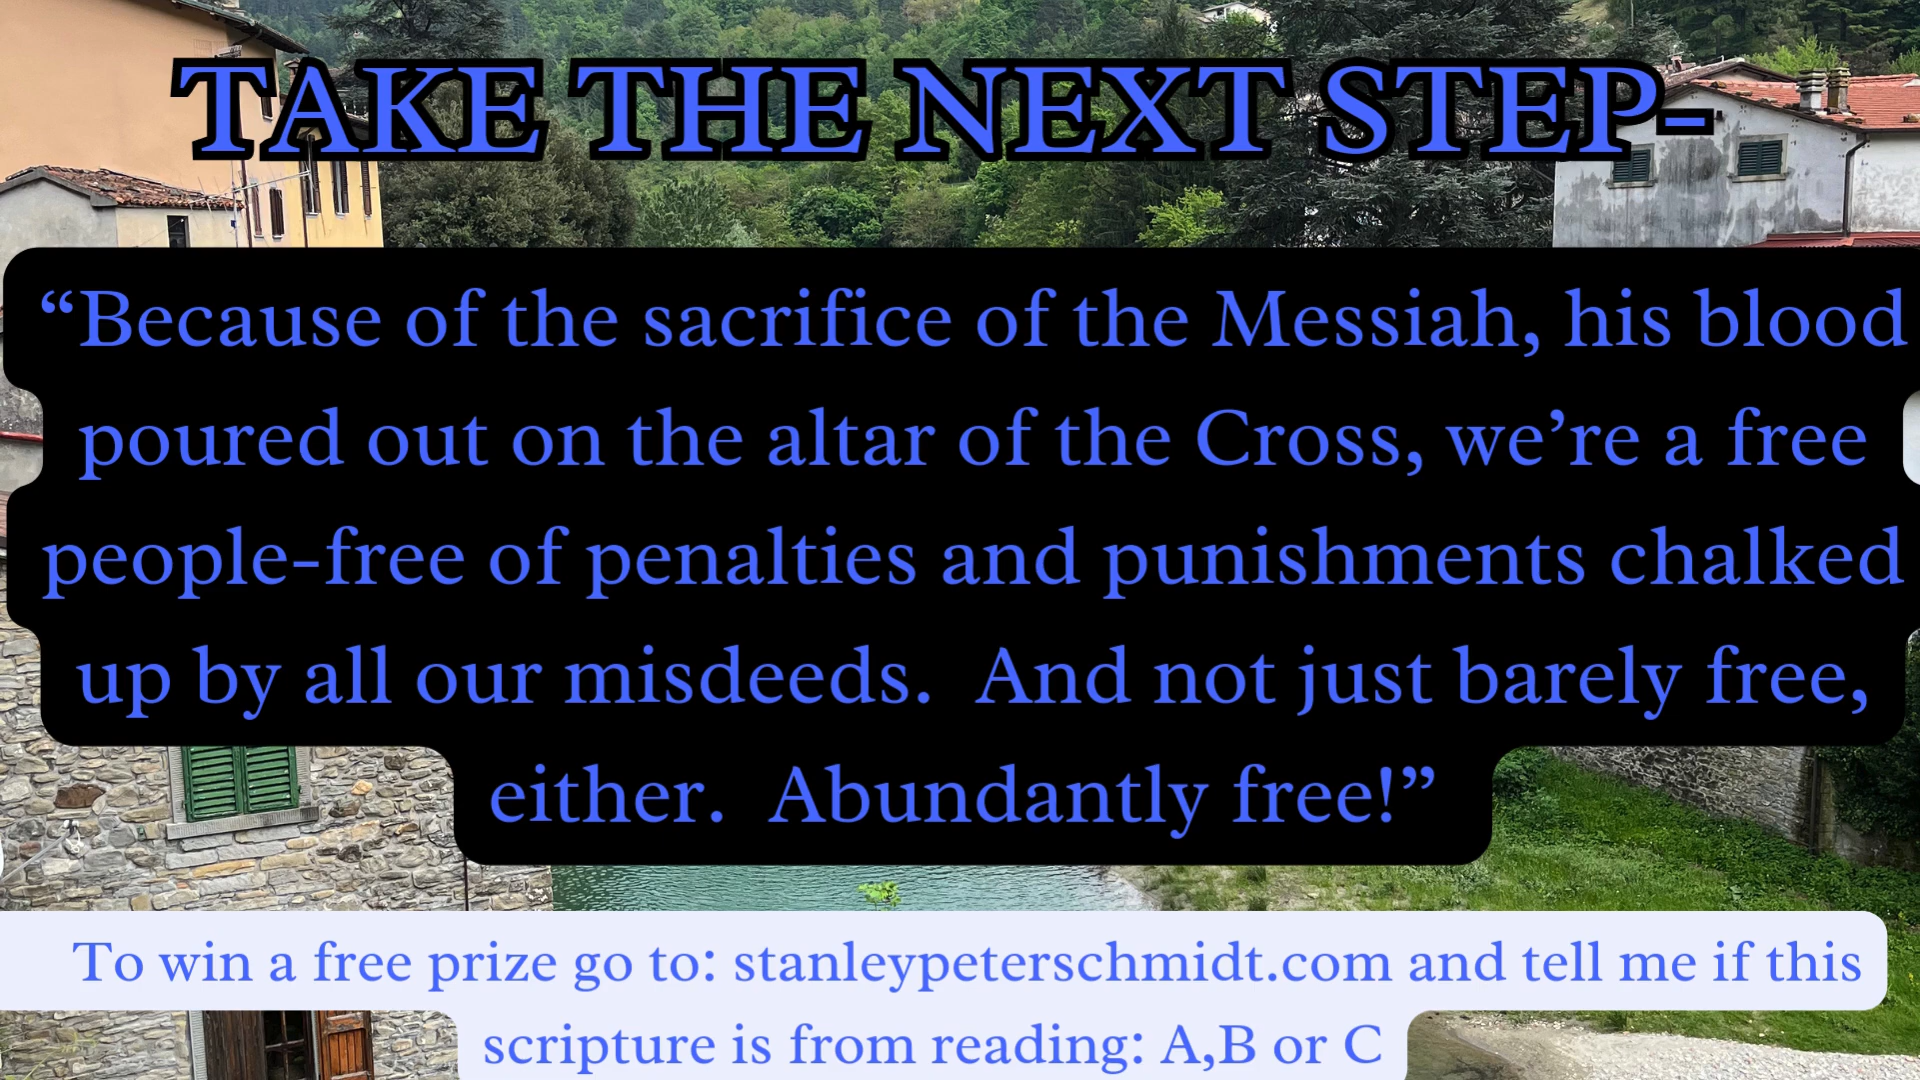 TAKE THE NEXT STEP-
“Because of the sacrifice of the Messiah, his blood
poured out on the altar of the Cross, we’re a free
people-free of penalties and punishments chalked
up by all our misdeeds.  And not just barely free,
either.  Abundantly free!”
To win a free prize go to: stanleypeterschmidt.com and tell me if this
scripture is from reading: A,B or C